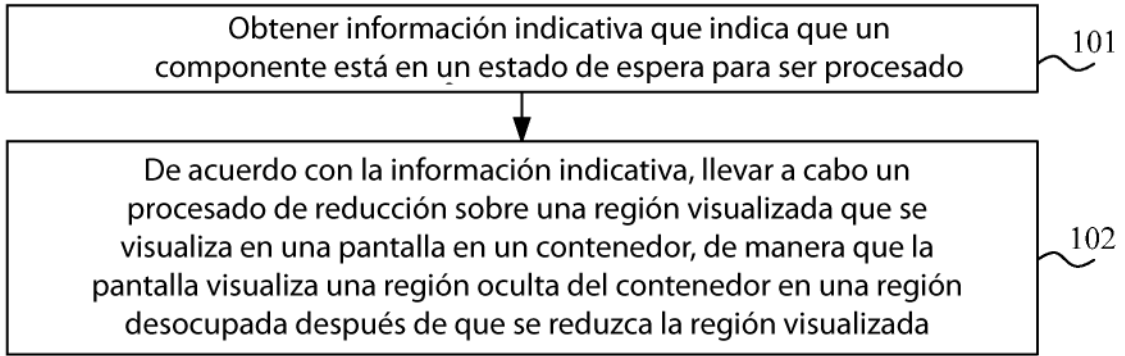 Obtener información indicativa que indica que un
componente está en un estado de espera para ser procesado
101
De acuerdo con la información indicativa, llevar a cabo un
procesado de reducción sobre una región visualizada que se
visualiza en una pantalla en un contenedor, de manera que la
pantalla visualiza una región oculta del contenedor en una región
desocupada después de que se reduzca la región visualizada
102